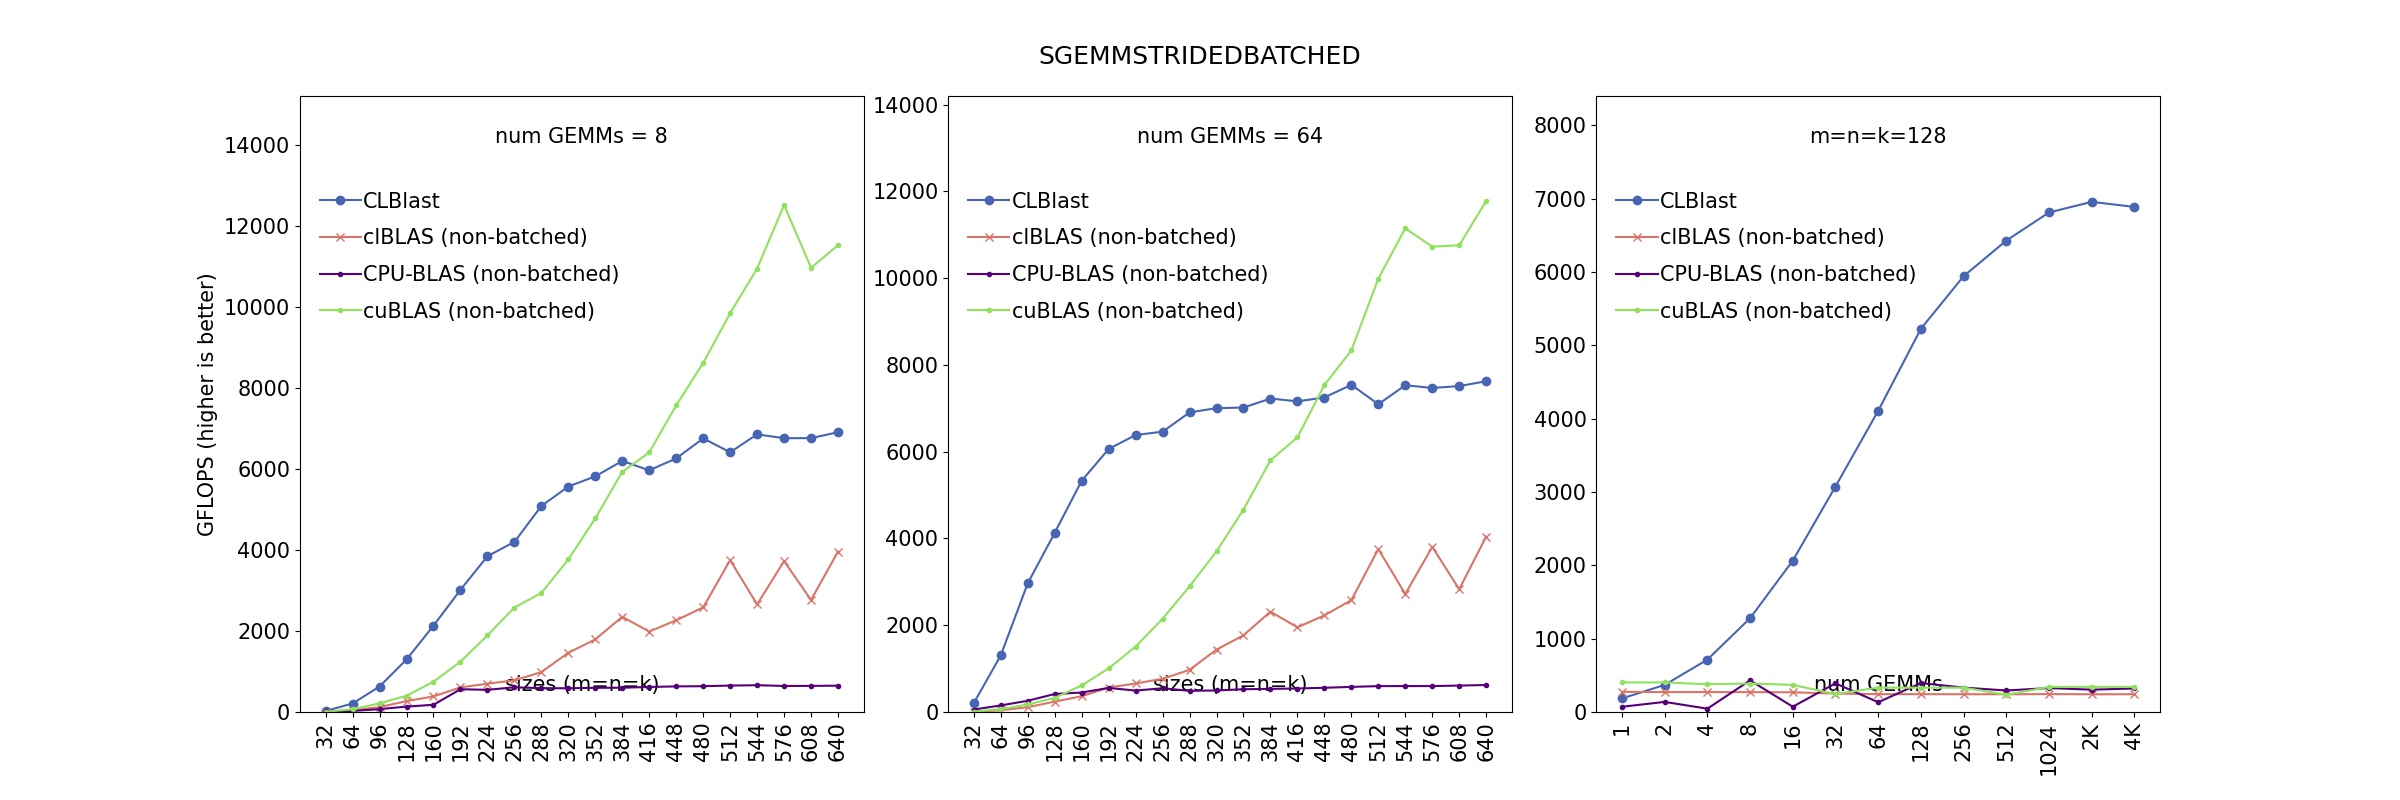 SGEMMSTRIDEDBATCHED
GFLOPS (higher is better)
num GEMMs = 8
CLBlast
clBLAS (non-batched)
CPU-BLAS (non-batched)
cuBLAS (non-batched)
14000
12000
10000
8000
6000
4000
2000
0
sizes (m=n=k)
32 64 96 128 160 192 224 256 288 320 352 384 416 448 480 512 544 576 608 640
num GEMMs = 64
CLBlast
clBLAS (non-batched)
CPU-BLAS (non-batched)
cuBLAS (non-batched)
14000
12000
10000
8000
6000
4000
2000
0
sizes (m=n=k)
32 64 96 128 160 192 224 256 288 320 352 384 416 448 480 512 544 576 608 640
m=n=k=128
CLBlast
clBLAS (non-batched)
CPU-BLAS (non-batched)
cuBLAS (non-batched)
8000
7000
6000
5000
4000
3000
2000
1000
0
num GEMMs
1 2 4 8 16 32 64 128 256 512 1024 2K 4K